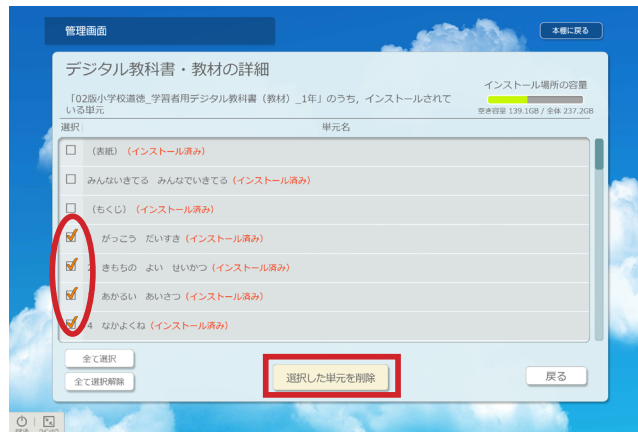 管理画面
本棚に戻る
デジタル教科書・教材の詳細
インストール場所の容量
「02版小学校道徳_学習者用デジタル教科書（教材）_1年」のうち，インストールされて
いる単元
空き容量 139.1GB / 全体 237.2GB
選択
単元名
（表紙）（インストール済み）
みんないきてる　みんなでいきてる（インストール済み）
（もくじ）（インストール済み）
がっこう　だいすき（インストール済み）
2　きもちの　よい　せいかつ（インストール済み）
あかるい　あいさつ（インストール済み）
4　なかよくね（インストール済み）
全て選択
全て選択解除
選択した単元を削除
戻る